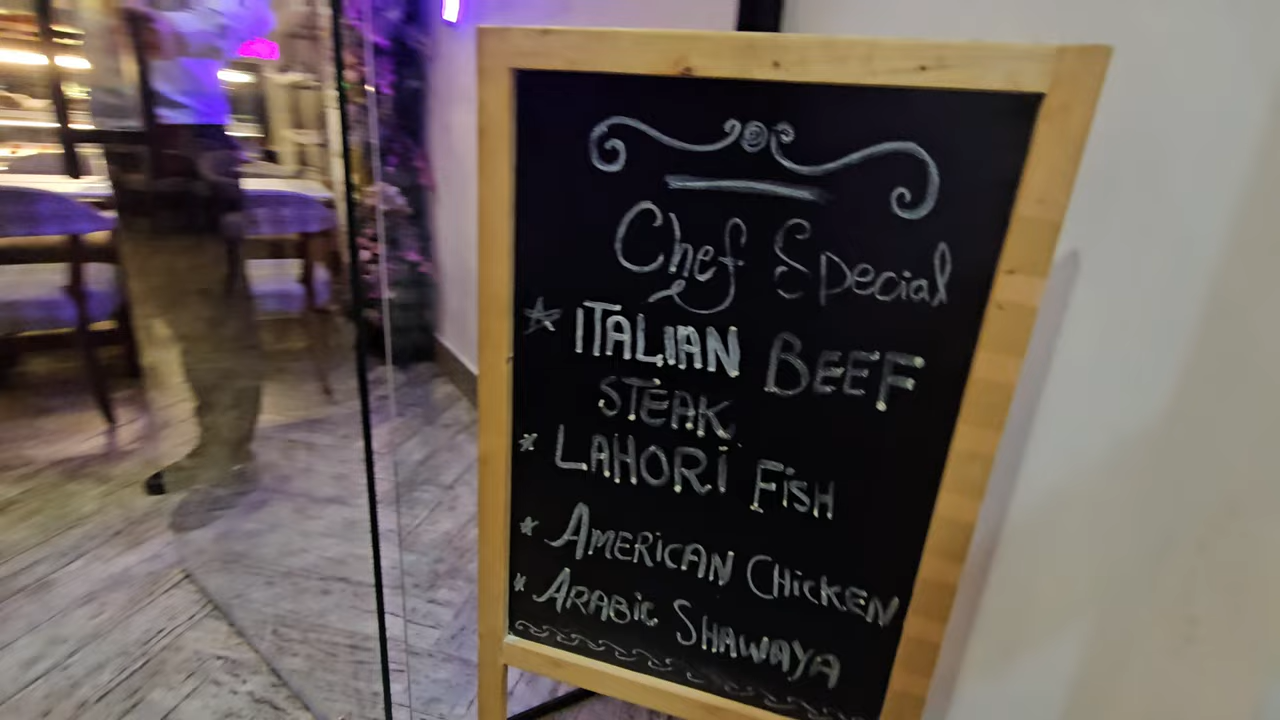 Chef Special
ITALIAN BEEF
STEAK
LAHORI FiSH
AMERiCAN CHiCKEN
ARABiC SHAWAYA